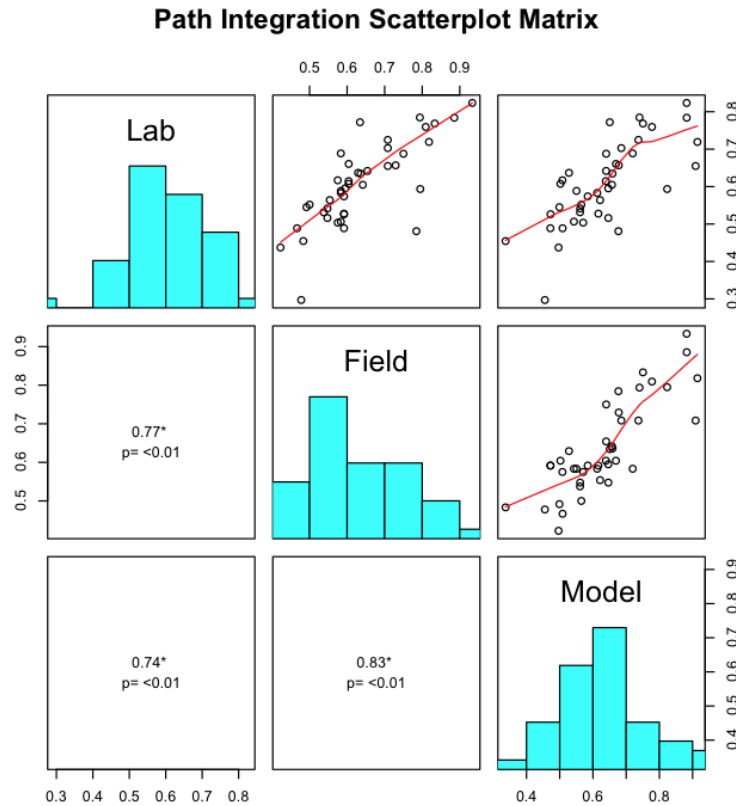 Path Integration Scatterplot Matrix
0.5 0.6 0.7 0.8 0.9
Lab
0.3 0.4 0.5 0.6 0.7 0.8
0.5 0.6 0.7 0.8 0.9
0.77*
p= <0.01
Field
0.74*
p= <0.01
0.83*
p= <0.01
Model
0.4 0.5 0.6 0.7 0.8 0.9
0.3 0.4 0.5 0.6 0.7 0.8
0.4 0.6 0.8